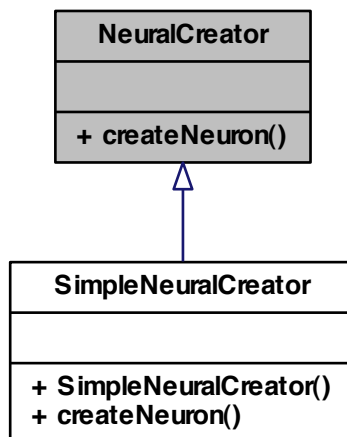 NeuralCreator
+ createNeuron()
SimpleNeuralCreator
+ SimpleNeuralCreator()
+ createNeuron()